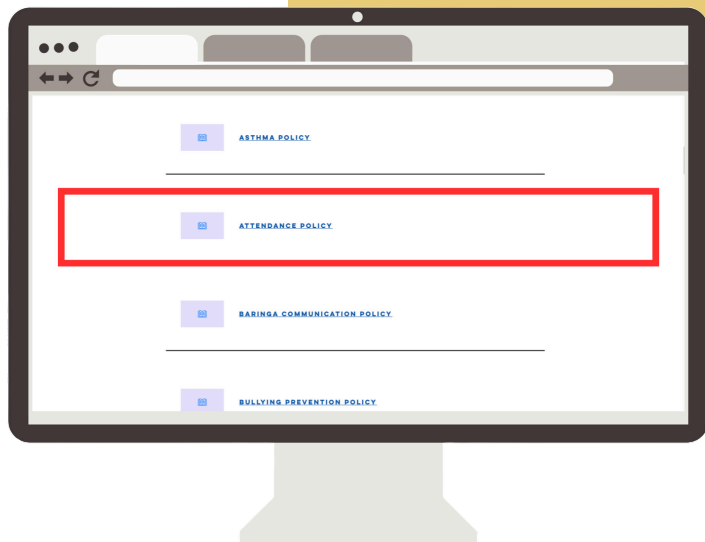 ASTHMA POLICY
ATTENDANCE POLICY
BARINGA COMMUNICATION POLICY
BULLYING PREVENTION POLICY